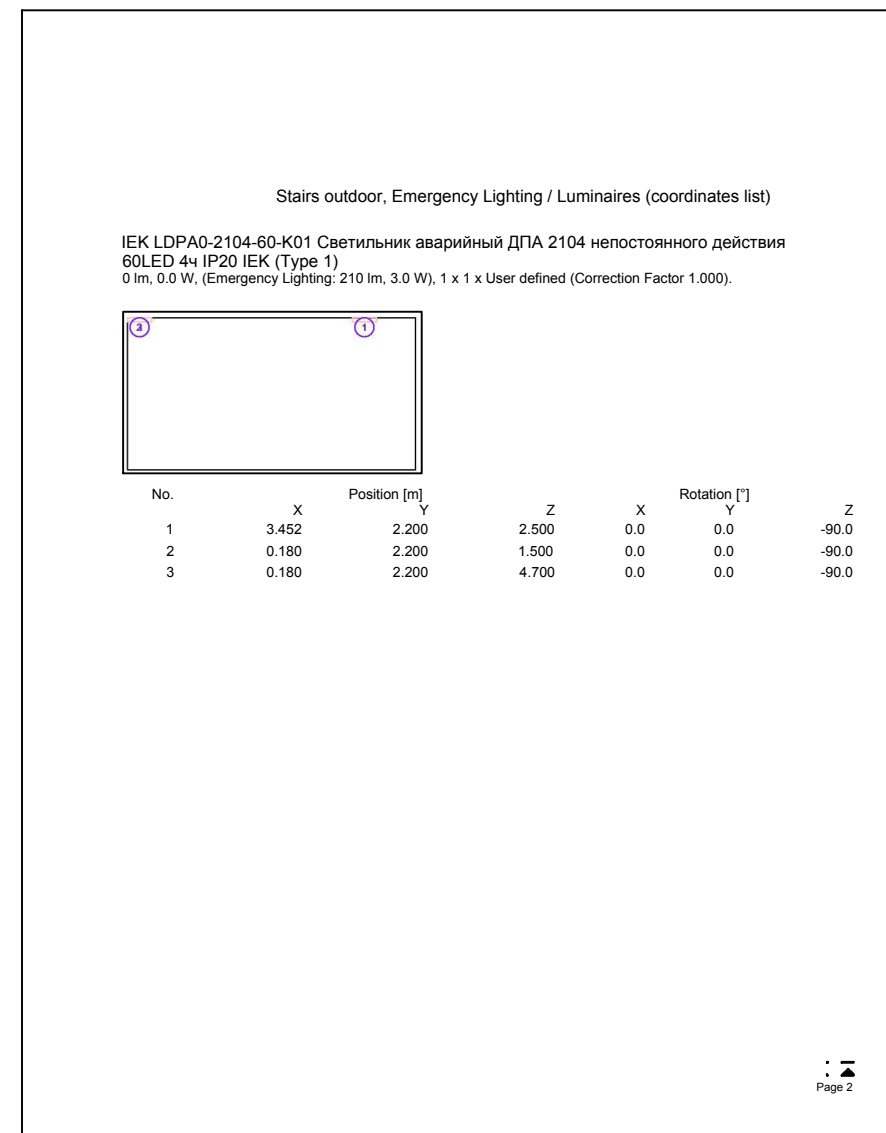 Stairs outdoor, Emergency Lighting / Luminaires (coordinates list)
IEK LDPA0-2104-60-K01 Светильник аварийный ДПА 2104 непостоянного действия
60LED 4ч IP20 IEK (Type 1)
0 lm, 0.0 W, (Emergency Lighting: 210 lm, 3.0 W), 1 x 1 x User defined (Correction Factor 1.000).
1
No. Position [m] Rotation [°]
X Y Z X Y Z
1 3.452 2.200 2.500 0.0 0.0 -90.0
2 0.180 2.200 1.500 0.0 0.0 -90.0
3 0.180 2.200 4.700 0.0 0.0 -90.0
Page 2